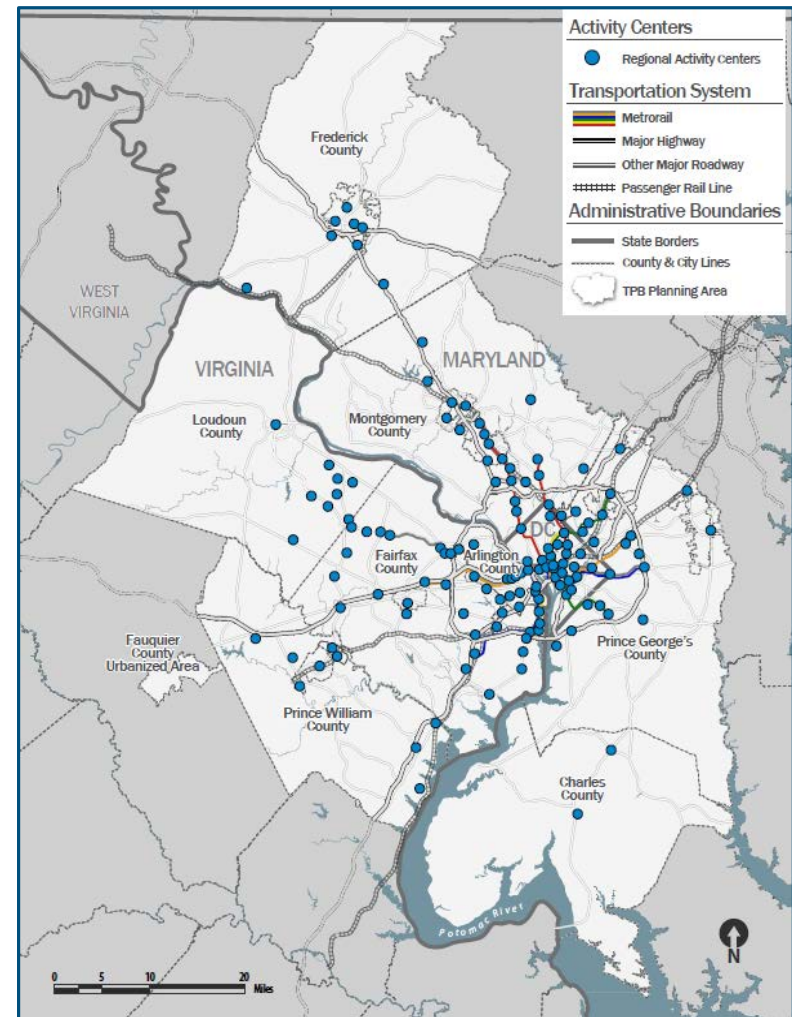 Activity Centers
Regional Activity Centers
Transportation System
Metrorail
Major Highway
Other Major Roadway
Passenger Rail Line
Administrative Boundaries
State Borders
County & City Lines
TPB Planning Area
Frederick
County
WEST
VIRGINIA
VIRGINIA
MARYLAND
Loudoun
County
Montgomery
County
DC
Fairfax
County
Arlington
County
Fauquier
County
Urbanized Area
Prince George's
County
Prince William
County
Charles
County
Potomac River
N
0 5 10 20
Miles